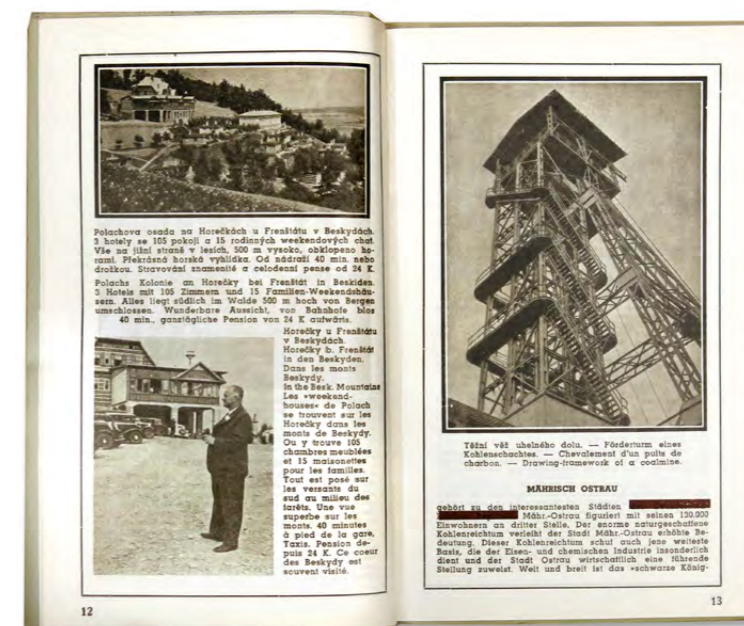 Polachova osada na Horečkách u Frenštátu v Beskydách.
3 hotely se 105 pokoji a 15 rodinných weekendových chat.
Vše na jižní straně v lesích, 500 m vysoko, obklopeno ho-
rami. Překrásná horská vyhlídka. Od nádraží 40 min. nebo
drožkou. Stravování znamenité a celodenní pense od 24 K.
Polachs Kolonie an Horečky bei Frenštát in Beskiden.
3 Hotels mit 105 Zimmern und 15 Familien-Weekendshäu-
sern. Alles liegt südlich im Walde 500 m hoch von Bergen
umschlossen. Wunderbare Aussicht, von Bahnhofe blos
40 min., ganztägliche Pension von 24 K aufwärts.
Horečky u Frenštátu
v Beskydách.
Horečky b. Frenštát
in den Beskyden.
Dans les monts
Beskydy.
In the Besk. Mountains
Les »weekend-
houses« de Polach
se trouvent sur les
Horečky dans les
monts de Beskydy.
Ou y trouve 105
chambres meublées
et 15 maisonettes
pour les familles.
Tout est posé sur
les versants du
sud au milieu des
farêts. Une vue
superbe sur les
monts. 40 minutes
à pied de la gare,
Taxis. Pension de-
puis 24 K. Ce coeur
des Beskydy est
souvent visité.
12
Těžní věž uhelného dolu. — Förderturm eines
Kohlenschachtes. — Chevalement d'un puits de
charbon. — Drawing-framework of a coalmine.
MÄHRISCH OSTRAU
gehört zu den interessantesten Städten
Mähr.-Ostrau figuriert mit seinen 130.000
Einwohnern an dritter Stelle. Der enorme naturgeschaffene
Kohlenreichtum verleiht der Stadt Mähr.-Ostrau erhöhte Be-
deutung. Dieser Kohlenreichtum schuf auch jene weiteste
Basis, die der Eisen- und chemischen Industrie insonderlich
dient und der Stadt Ostrau wirtschaftlich eine führende
Stellung zuweist. Weit und breit ist das »schwarze König-
13